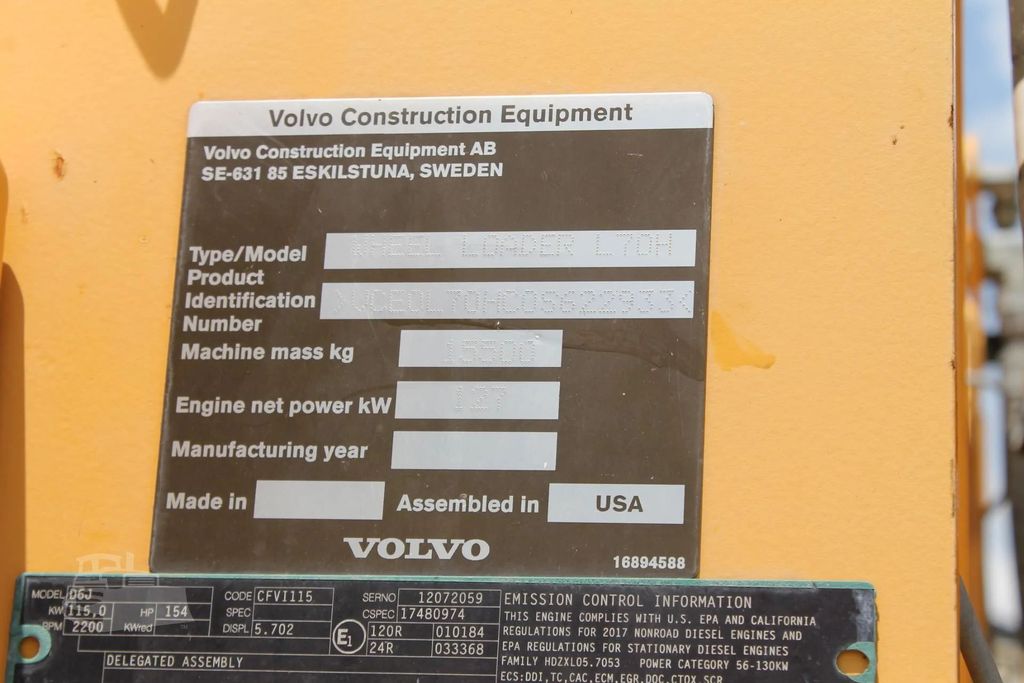 Volvo Construction Equipment
Volvo Construction Equipment AB
SE-631 85 ESKILSTUNA, SWEDEN
Type/Model WHEEL LOADER L70H
Product
Identification
Number
>VCE0L70HC0S622933<
Machine mass kg 15500
Engine net power kW 127
Manufacturing year
Made in
Assembled in USA
VOLVO
16894588
MODEL D6J CODE CFVI115 SERNO 12072059
KW 115,0 HP 154 SPEC CSPEC 17480974
RPM 2200 KWred DISPL 5.702 E1 120R 010184
24R 033368
DELEGATED ASSEMBLY
EMISSION CONTROL INFORMATION
THIS ENGINE COMPLIES WITH U.S. EPA AND CALIFORNIA
REGULATIONS FOR 2017 NONROAD DIESEL ENGINES AND
EPA REGULATIONS FOR STATIONARY DIESEL ENGINES
FAMILY HDZXL05.7053 POWER CATEGORY 56-130KW
ECS:DDI,TC,CAC,ECM,EGR,DOC,CTOX,SCR